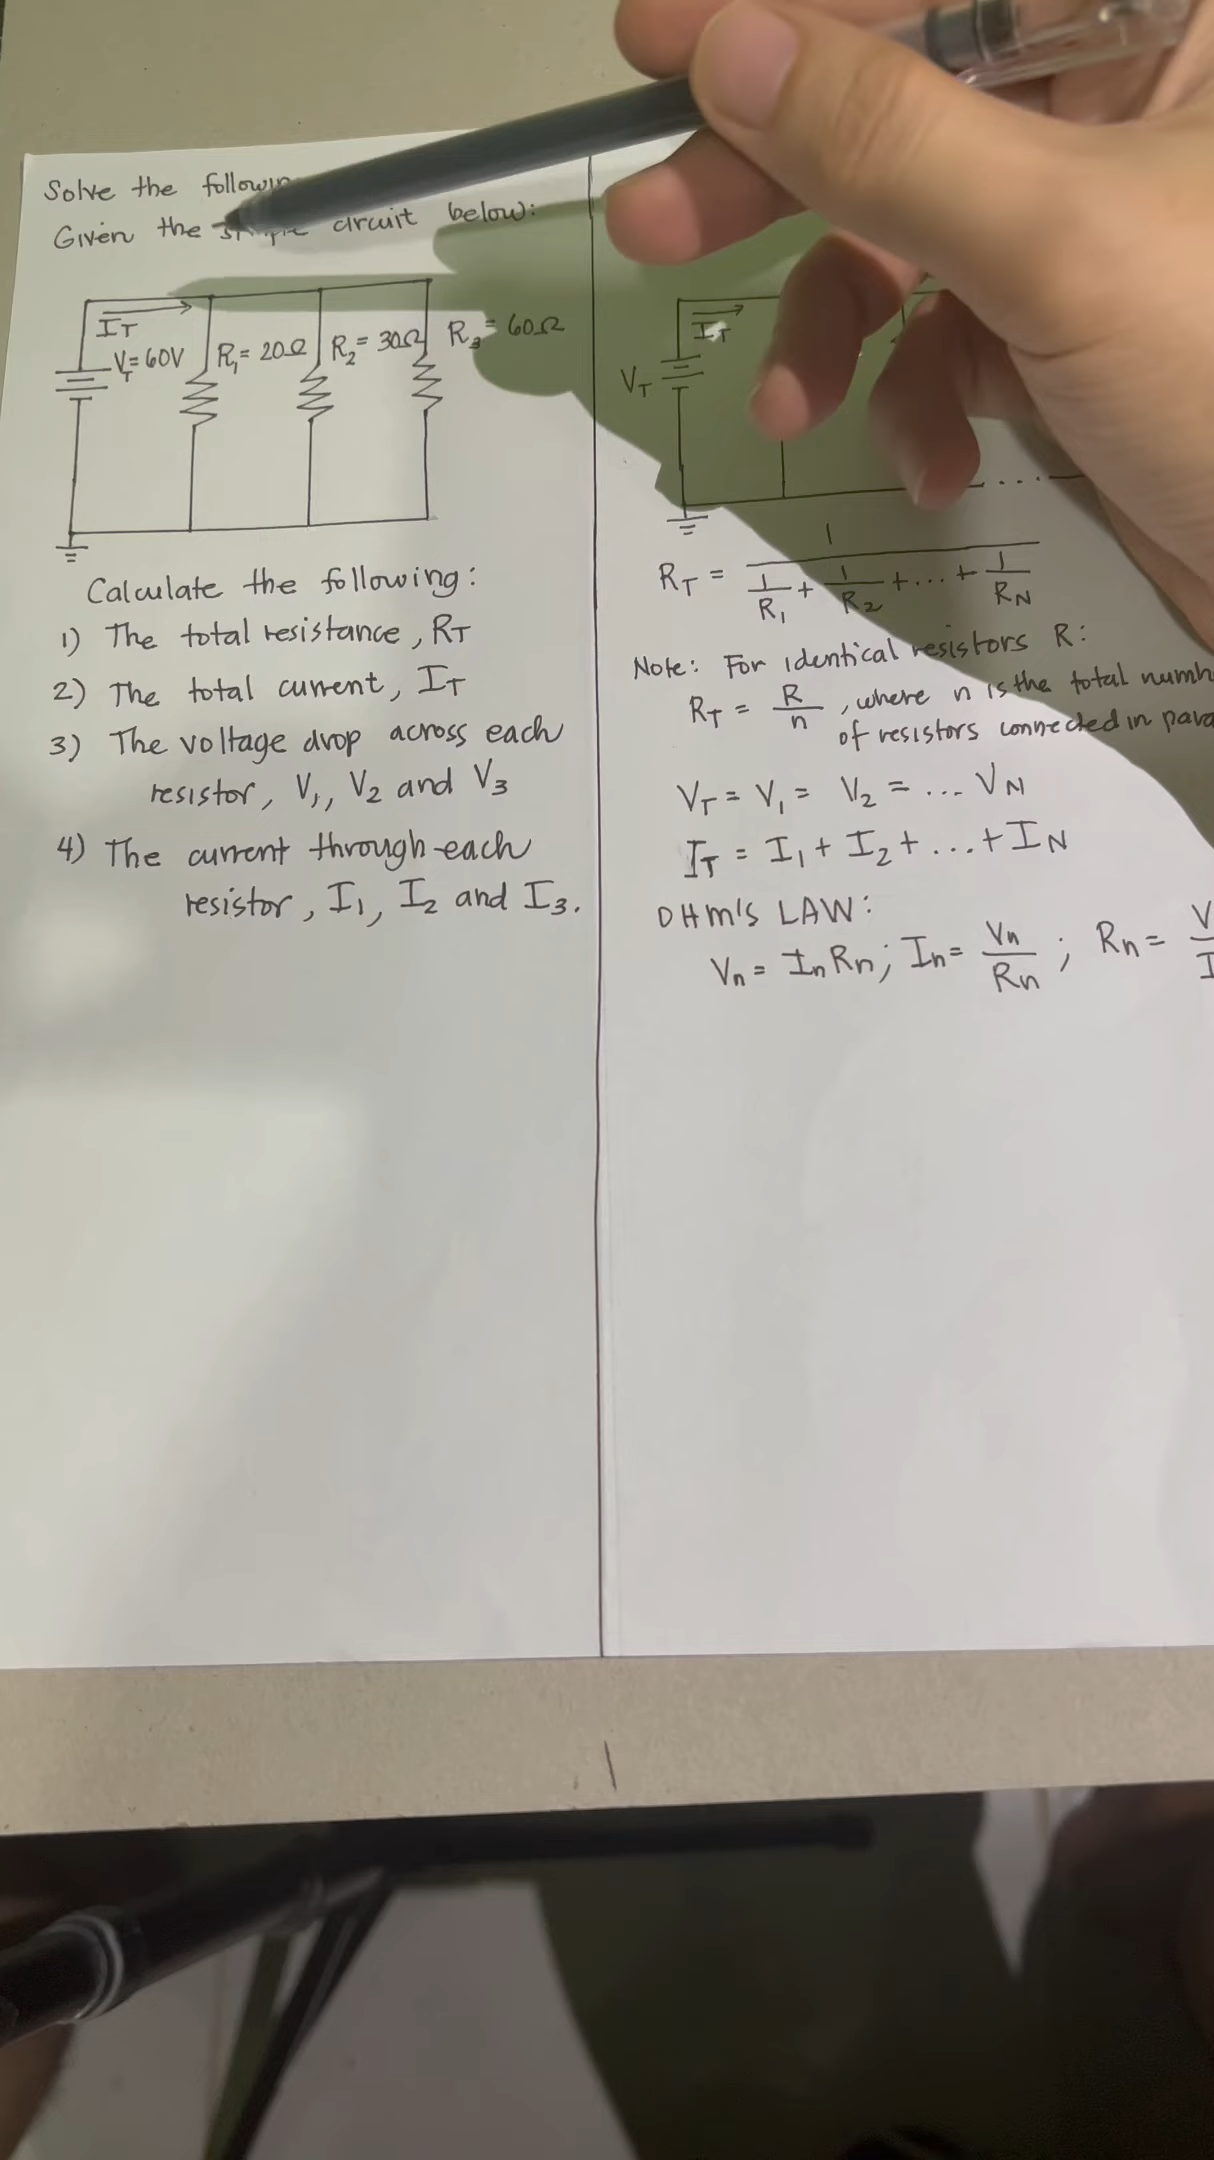 Solve the following
Given the simple circuit below:
IT
VT = 60V
R1 = 20Ω
R2 = 30Ω
R3 = 60Ω
Calculate the following:
1) The total resistance, RT
2) The total current, IT
3) The voltage drop across each
resistor, V1, V2 and V3
4) The current through each
resistor, I1, I2 and I3.
IT
VT
...
RT = 1 / (1/R1 + 1/R2 + ... + 1/RN)
Note: For identical resistors R:
RT = R/n, where n is the total
of resistors connected in
VT = V1 = V2 = ... VN
IT = I1 + I2 + ... + IN
OHM'S LAW:
Vn = In Rn; In = Vn/Rn; Rn = V/I